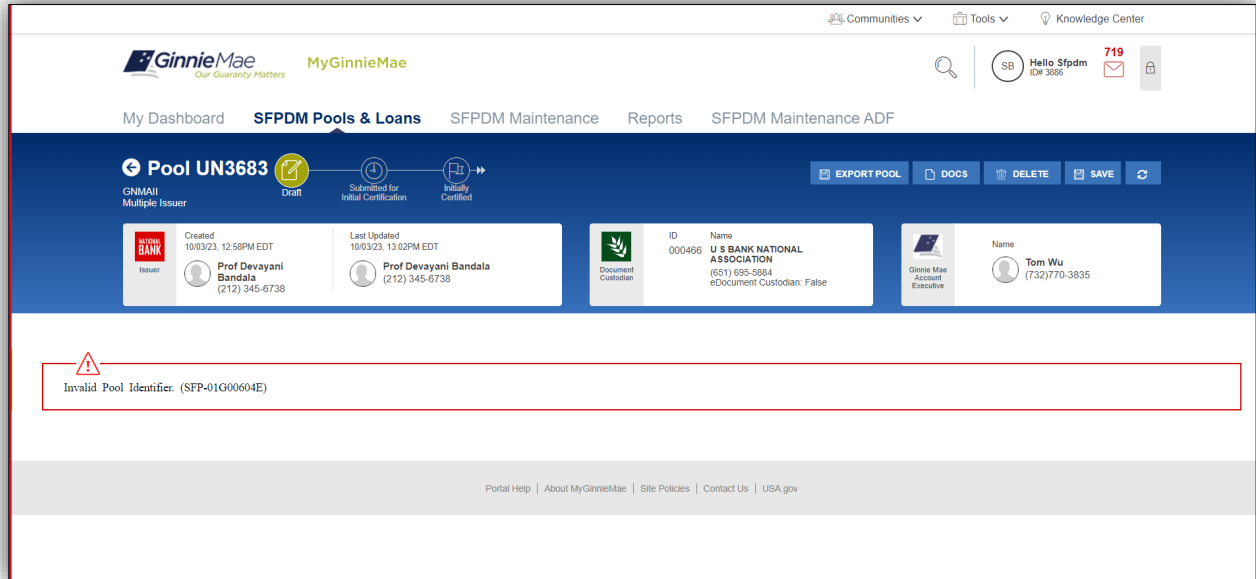 Communities
Tools
Knowledge Center
GinnieMae
Our Guaranty Matters
MyGinnieMae
SB
Hello Sfpdm
ID# 3886
719
My Dashboard
SFPDM Pools & Loans
SFPDM Maintenance
Reports
SFPDM Maintenance ADF
Pool UN3683
GNMAII
Multiple Issuer
Draft
Submitted for
Initial Certification
Initially
Certified
EXPORT POOL
DOCS
DELETE
SAVE
NATIONAL
BANK
Issuer
Created
10/03/23, 12:58PM EDT
Prof Devayani
Bandala
(212) 345-6738
Last Updated
10/03/23, 13:02PM EDT
Prof Devayani Bandala
(212) 345-6738
Document
Custodian
ID
000466
Name
U S BANK NATIONAL
ASSOCIATION
(651) 695-5884
eDocument Custodian: False
Ginnie Mae
Account
Executive
Name
Tom Wu
(732)770-3835
Invalid Pool Identifier. (SFP-01G00604E)
Portal Help | About MyGinnieMae | Site Policies | Contact Us | USA.gov